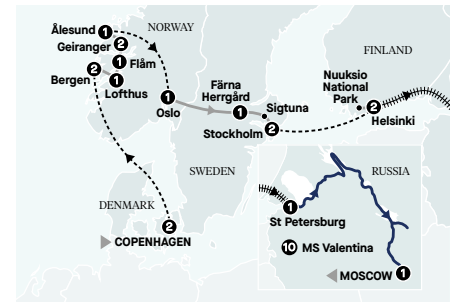 Ålesund 1
NORWAY
Geiranger 2
1 Flåm
Bergen 2
1
Lofthus
1
Oslo
Färna
Herrgård 1
Sigtuna
Stockholm 2
FINLAND
Nuuksio
National
Park
2
Helsinki
SWEDEN
DENMARK
2
COPENHAGEN
RUSSIA
1
St Petersburg
10 MS Valentina
MOSCOW 1